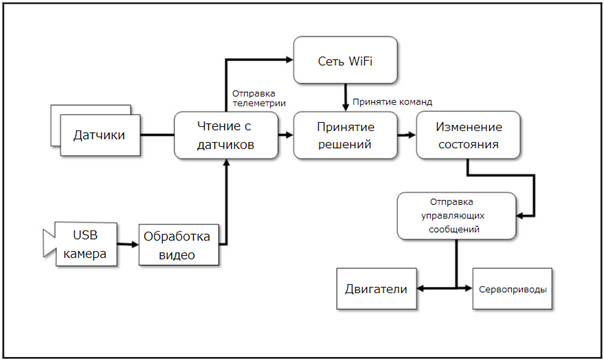 Сеть WiFi
Отправка
телеметрии
Принятие команд
Датчики
Чтение с
датчиков
Принятие
решений
Изменение
состояния
Отправка
управляющих
сообщений
USB
камера
Обработка
видео
Двигатели
Сервоприводы